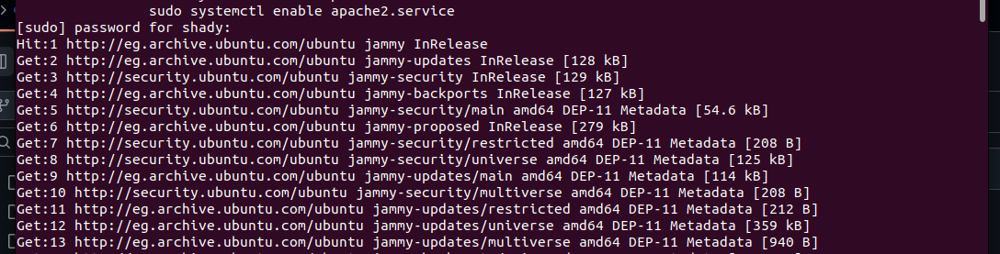 sudo systemctl enable apache2.service
[sudo] password for shady:
Hit:1 http://eg.archive.ubuntu.com/ubuntu jammy InRelease
Get:2 http://eg.archive.ubuntu.com/ubuntu jammy-updates InRelease [128 kB]
Get:3 http://security.ubuntu.com/ubuntu jammy-security InRelease [129 kB]
Get:4 http://eg.archive.ubuntu.com/ubuntu jammy-backports InRelease [127 kB]
Get:5 http://security.ubuntu.com/ubuntu jammy-security/main amd64 DEP-11 Metadata [54.6 kB]
Get:6 http://eg.archive.ubuntu.com/ubuntu jammy-proposed InRelease [279 kB]
Get:7 http://security.ubuntu.com/ubuntu jammy-security/restricted amd64 DEP-11 Metadata [208 B]
Get:8 http://security.ubuntu.com/ubuntu jammy-security/universe amd64 DEP-11 Metadata [125 kB]
Get:9 http://eg.archive.ubuntu.com/ubuntu jammy-updates/main amd64 DEP-11 Metadata [114 kB]
Get:10 http://security.ubuntu.com/ubuntu jammy-security/multiverse amd64 DEP-11 Metadata [208 B]
Get:11 http://eg.archive.ubuntu.com/ubuntu jammy-updates/restricted amd64 DEP-11 Metadata [212 B]
Get:12 http://eg.archive.ubuntu.com/ubuntu jammy-updates/universe amd64 DEP-11 Metadata [359 kB]
Get:13 http://eg.archive.ubuntu.com/ubuntu jammy-updates/multiverse amd64 DEP-11 Metadata [940 B]